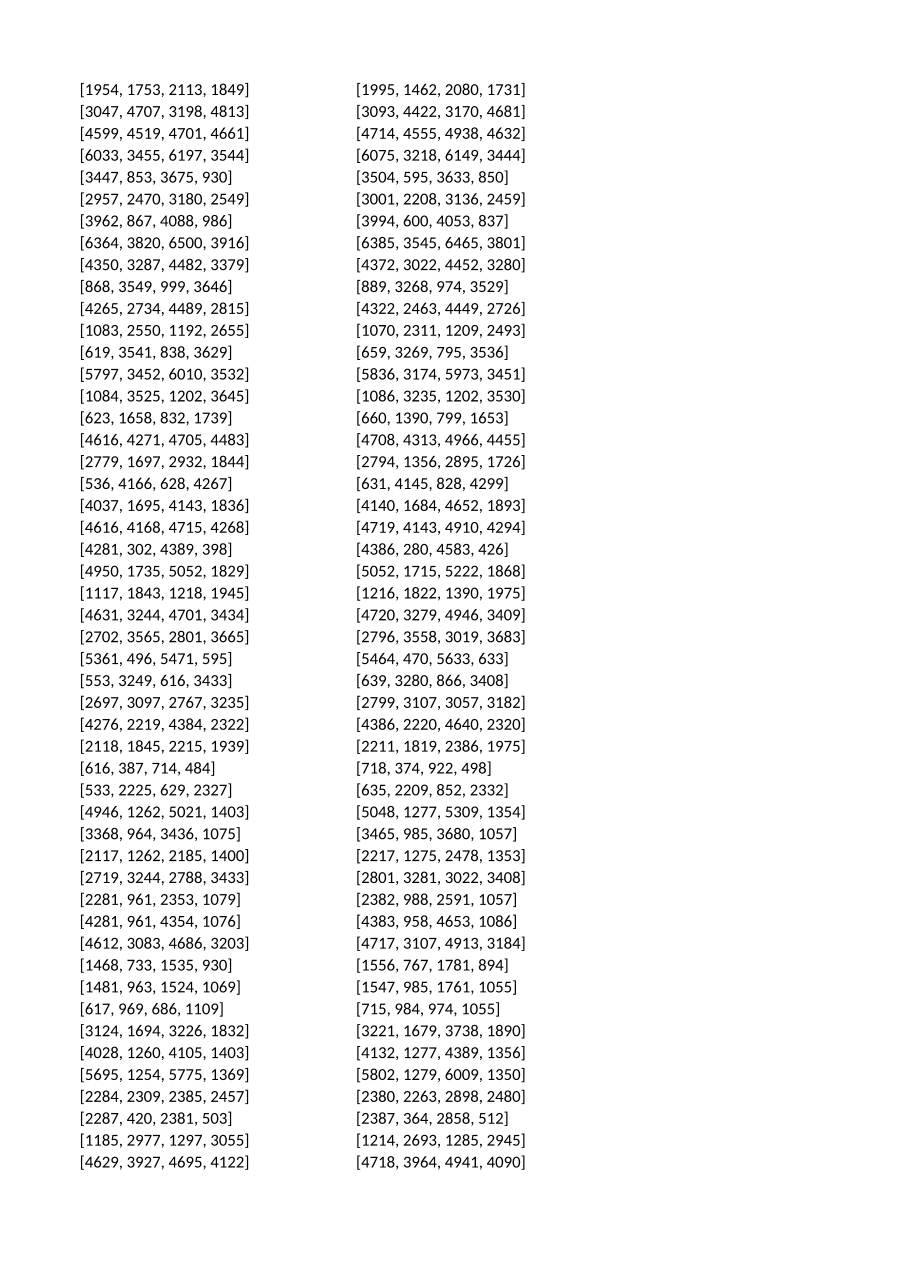 [1954, 1753, 2113, 1849] [1995, 1462, 2080, 1731]
[3047, 4707, 3198, 4813] [3093, 4422, 3170, 4681]
[4599, 4519, 4701, 4661] [4714, 4555, 4938, 4632]
[6033, 3455, 6197, 3544] [6075, 3218, 6149, 3444]
[3447, 853, 3675, 930] [3504, 595, 3633, 850]
[2957, 2470, 3180, 2549] [3001, 2208, 3136, 2459]
[3962, 867, 4088, 986] [3994, 600, 4053, 837]
[6364, 3820, 6500, 3916] [6385, 3545, 6465, 3801]
[4350, 3287, 4482, 3379] [4372, 3022, 4452, 3280]
[868, 3549, 999, 3646] [889, 3268, 974, 3529]
[4265, 2734, 4489, 2815] [4322, 2463, 4449, 2726]
[1083, 2550, 1192, 2655] [1070, 2311, 1209, 2493]
[619, 3541, 838, 3629] [659, 3269, 795, 3536]
[5797, 3452, 6010, 3532] [5836, 3174, 5973, 3451]
[1084, 3525, 1202, 3645] [1086, 3235, 1202, 3530]
[623, 1658, 832, 1739] [660, 1390, 799, 1653]
[4616, 4271, 4705, 4483] [4708, 4313, 4966, 4455]
[2779, 1697, 2932, 1844] [2794, 1356, 2895, 1726]
[536, 4166, 628, 4267] [631, 4145, 828, 4299]
[4037, 1695, 4143, 1836] [4140, 1684, 4652, 1893]
[4616, 4168, 4715, 4268] [4719, 4143, 4910, 4294]
[4281, 302, 4389, 398] [4386, 280, 4583, 426]
[4950, 1735, 5052, 1829] [5052, 1715, 5222, 1868]
[1117, 1843, 1218, 1945] [1216, 1822, 1390, 1975]
[4631, 3244, 4701, 3434] [4720, 3279, 4946, 3409]
[2702, 3565, 2801, 3665] [2796, 3558, 3019, 3683]
[5361, 496, 5471, 595] [5464, 470, 5633, 633]
[553, 3249, 616, 3433] [639, 3280, 866, 3408]
[2697, 3097, 2767, 3235] [2799, 3107, 3057, 3182]
[4276, 2219, 4384, 2322] [4386, 2220, 4640, 2320]
[2118, 1845, 2215, 1939] [2211, 1819, 2386, 1975]
[616, 387, 714, 484] [718, 374, 922, 498]
[533, 2225, 629, 2327] [635, 2209, 852, 2332]
[4946, 1262, 5021, 1403] [5048, 1277, 5309, 1354]
[3368, 964, 3436, 1075] [3465, 985, 3680, 1057]
[2117, 1262, 2185, 1400] [2217, 1275, 2478, 1353]
[2719, 3244, 2788, 3433] [2801, 3281, 3022, 3408]
[2281, 961, 2353, 1079] [2382, 988, 2591, 1057]
[4281, 961, 4354, 1076] [4383, 958, 4653, 1086]
[4612, 3083, 4686, 3203] [4717, 3107, 4913, 3184]
[1468, 733, 1535, 930] [1556, 767, 1781, 894]
[1481, 963, 1524, 1069] [1547, 985, 1761, 1055]
[617, 969, 686, 1109] [715, 984, 974, 1055]
[3124, 1694, 3226, 1832] [3221, 1679, 3738, 1890]
[4028, 1260, 4105, 1403] [4132, 1277, 4389, 1356]
[5695, 1254, 5775, 1369] [5802, 1279, 6009, 1350]
[2284, 2309, 2385, 2457] [2380, 2263, 2898, 2480]
[2287, 420, 2381, 503] [2387, 364, 2858, 512]
[1185, 2977, 1297, 3055] [1214, 2693, 1285, 2945]
[4629, 3927, 4695, 4122] [4718, 3964, 4941, 4090]